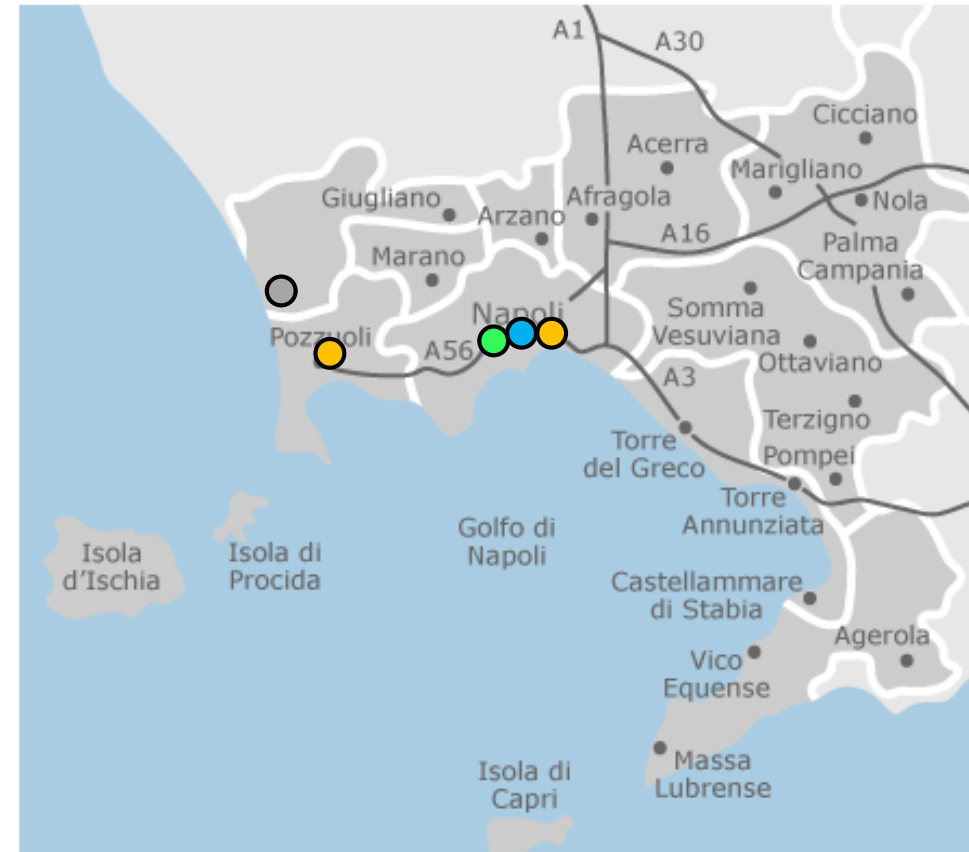 A1
A30
Cicciano
Acerra
Marigliano
Giugliano
Afragola
Arzano
Nola
A16
Marano
Palma
Campania
Napoli
Somma
Vesuviana
Pozzuoli
A56
Ottaviano
A3
Terzigno
Torre
del Greco
Pompei
Torre
Annunziata
Golfo di
Napoli
Isola
d'Ischia
Isola di
Procida
Castellammare
di Stabia
Agerola
Vico
Equense
Massa
Lubrense
Isola di
Capri